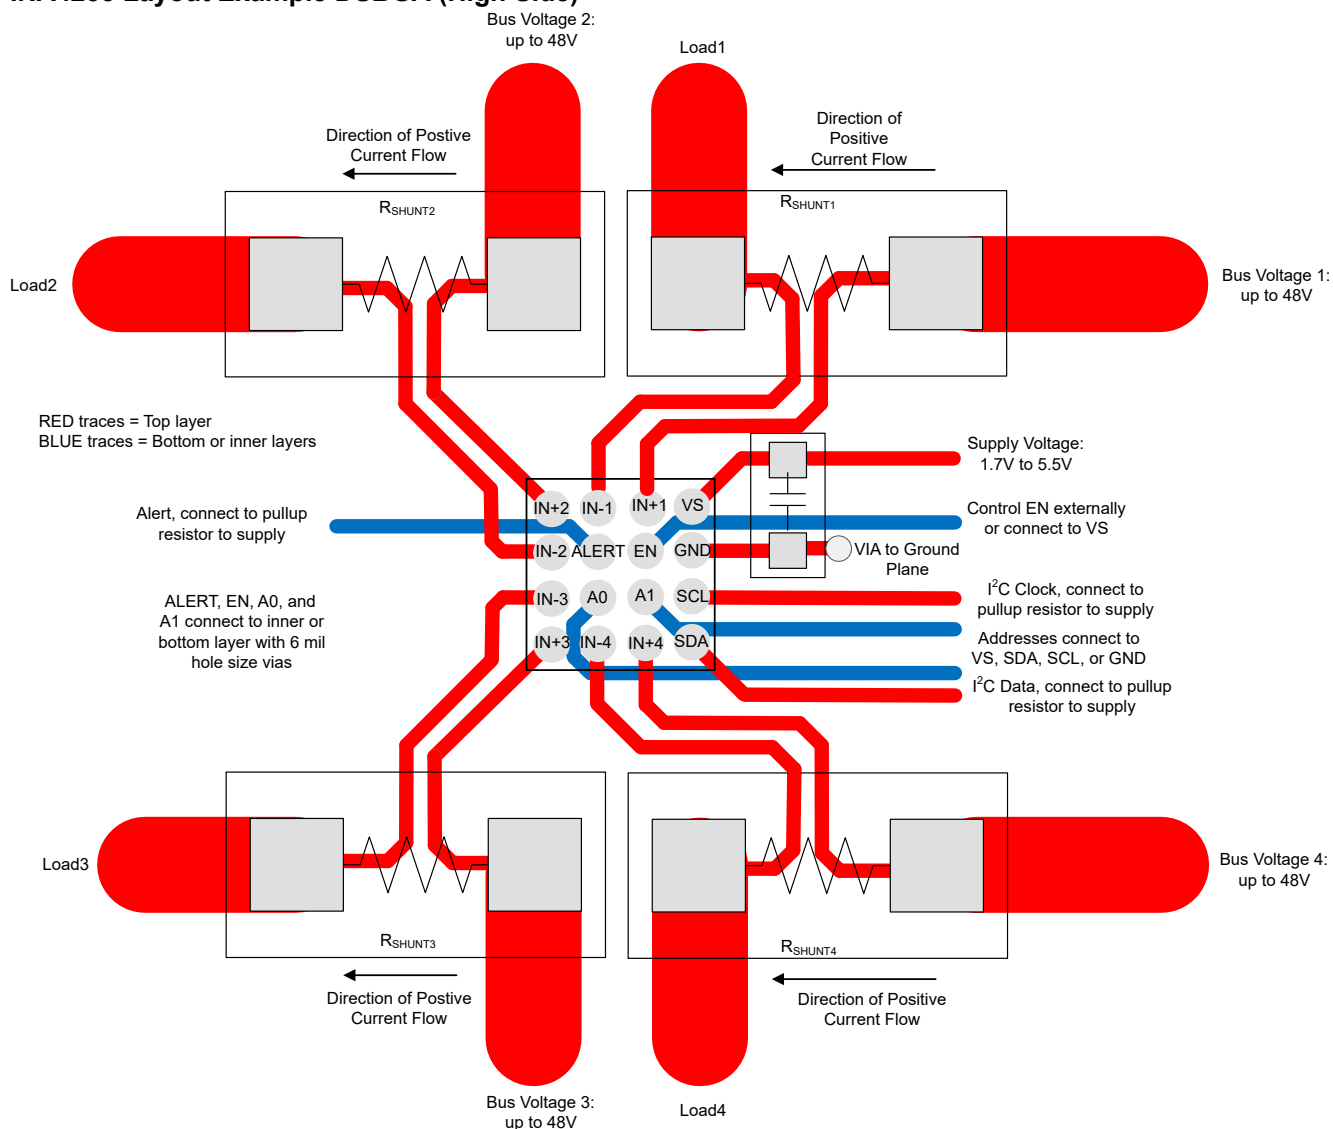 Bus Voltage 2:
up to 48V
Load1
Direction of Postive
Current Flow
Direction of
Positive
Current Flow
RSHUNT2
RSHUNT1
Load2
Bus Voltage 1:
up to 48V
RED traces = Top layer
BLUE traces = Bottom or inner layers
Supply Voltage:
1.7V to 5.5V
Alert, connect to pullup
resistor to supply
Control EN externally
or connect to VS
IN+2 IN-1 IN+1 VS
IN-2 ALERT EN GND
VIA to Ground
Plane
IN-3 A0 A1 SCL
IN+3 IN-4 IN+4 SDA
ALERT, EN, A0, and
A1 connect to inner or
bottom layer with 6 mil
hole size vias
I2C Clock, connect to
pullup resistor to supply
Addresses connect to
VS, SDA, SCL, or GND
I2C Data, connect to pullup
resistor to supply
Load3
Bus Voltage 4:
up to 48V
RSHUNT3
RSHUNT4
Direction of Postive
Current Flow
Direction of Positive
Current Flow
Bus Voltage 3:
up to 48V
Load4